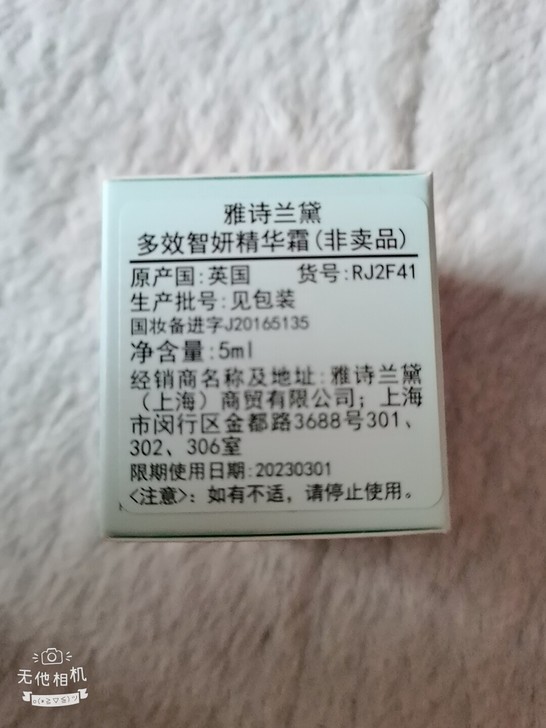 雅诗兰黛
多效智妍精华霜(非卖品)
原产国:英国 货号:RJ2F41
生产批号:见包装
国妆备进字J20165135
净含量:5ml
经销商名称及地址:雅诗兰黛
（上海）商贸有限公司；上海
市闵行区金都路3688号301、
302、306室
限期使用日期:20230301
<注意>：如有不适，请停止使用。
无他相机